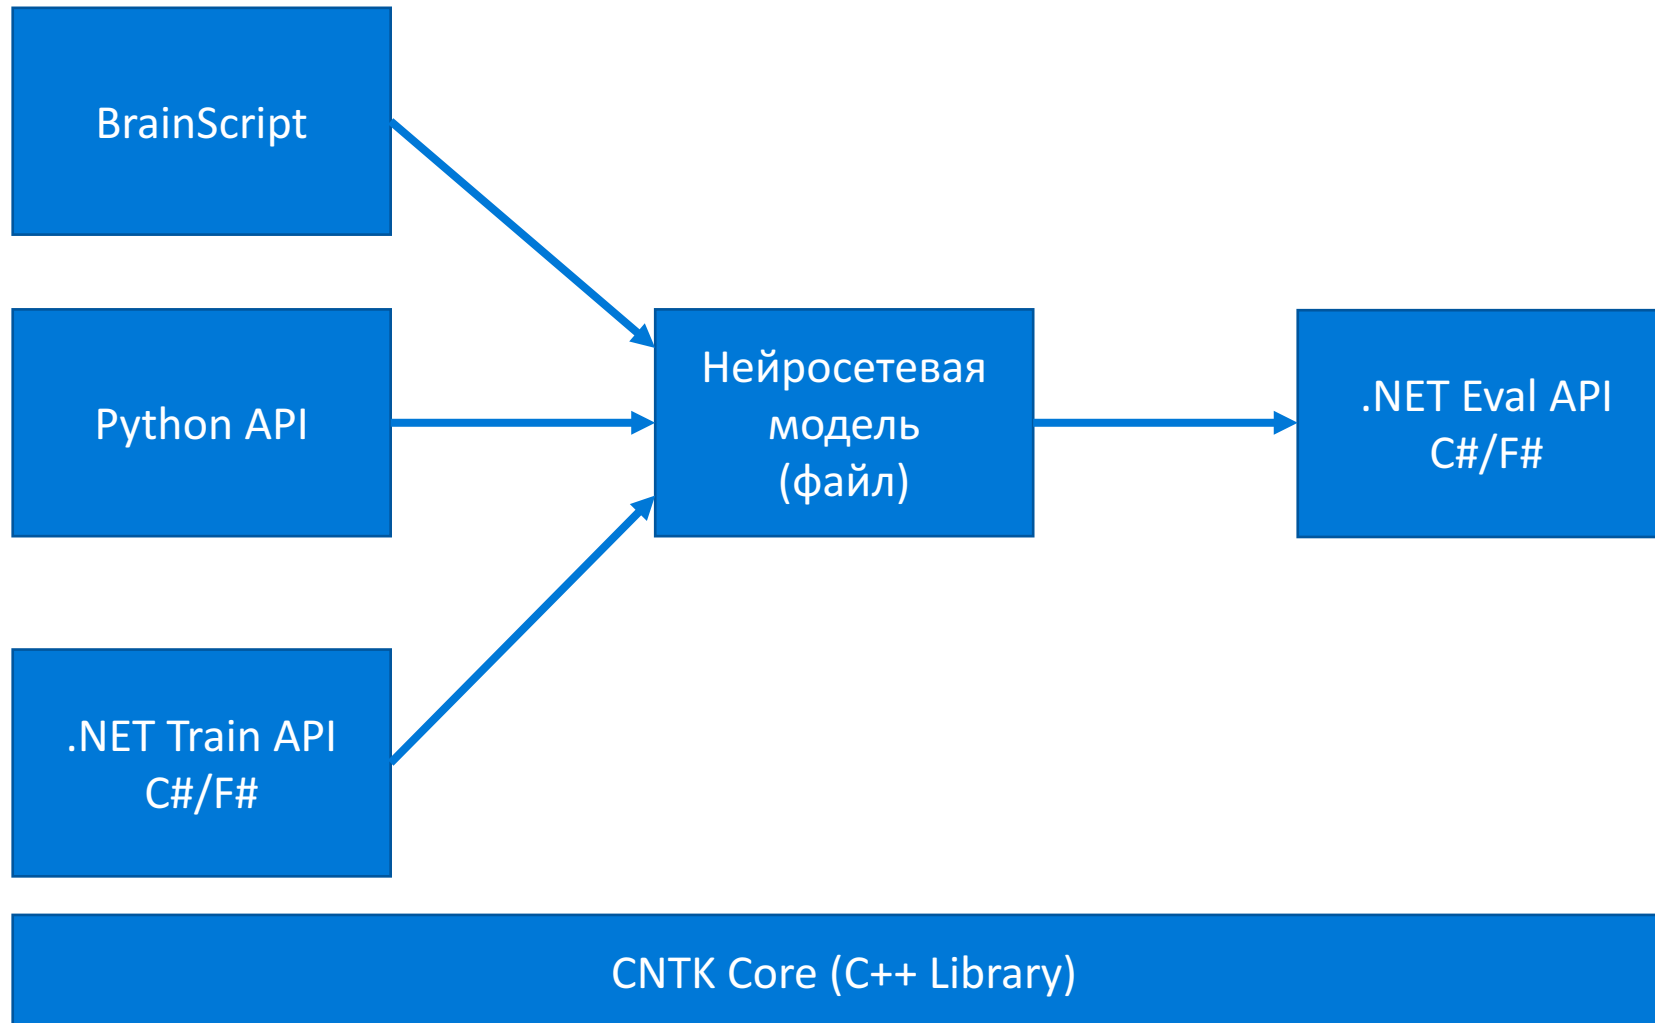 BrainScript
Python API
.NET Train API
C#/F#
Нейросетевая
модель
(файл)
.NET Eval API
C#/F#
CNTK Core (C++ Library)